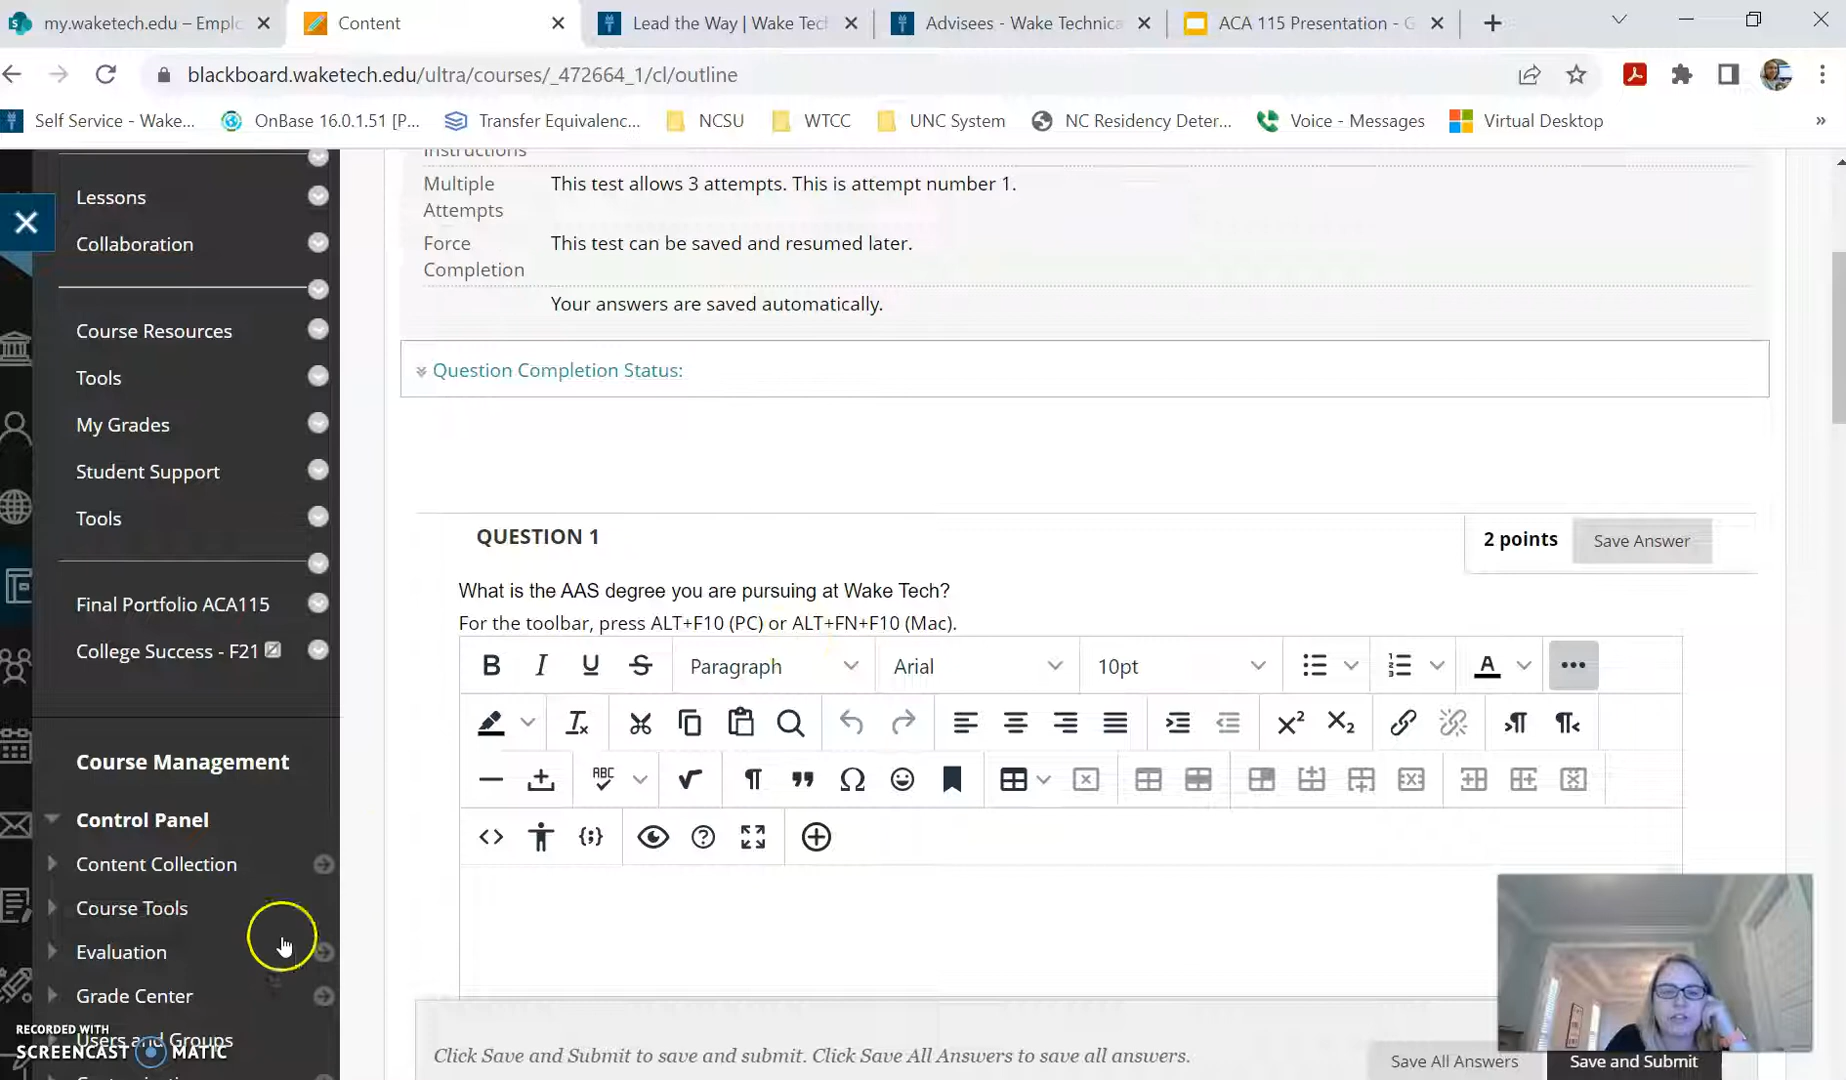 my.waketech.edu – Emplo
Content
Lead the Way | Wake Tech
Advisees - Wake Technica
ACA 115 Presentation - G
blackboard.waketech.edu/ultra/courses/_472664_1/cl/outline
Self Service - Wake...
OnBase 16.0.1.51 [P...
Transfer Equivalenc...
NCSU
WTCC
UNC System
NC Residency Deter...
Voice - Messages
Virtual Desktop
»
Lessons
Collaboration
Course Resources
Tools
My Grades
Student Support
Tools
Final Portfolio ACA115
College Success - F21
Course Management
Control Panel
Content Collection
Course Tools
Evaluation
Grade Center
Users and Groups
RECORDED WITH
SCREENCAST MATIC
Instructions
Multiple Attempts
This test allows 3 attempts. This is attempt number 1.
Force Completion
This test can be saved and resumed later.
Your answers are saved automatically.
Question Completion Status:
QUESTION 1
2 points
Save Answer
What is the AAS degree you are pursuing at Wake Tech?
For the toolbar, press ALT+F10 (PC) or ALT+FN+F10 (Mac).
B I U S Paragraph Arial 10pt
Click Save and Submit to save and submit. Click Save All Answers to save all answers.
Save All Answers
Save and Submit